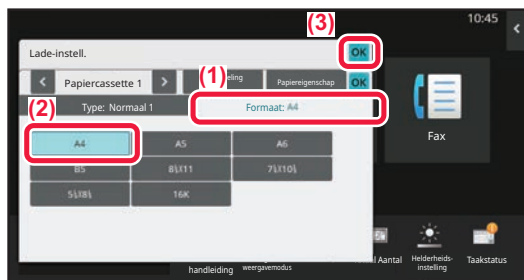 10:45
(3)
Lade-instell.
OK
Papiercassette 1
(1)
eling
Papiereigenschap
OK
(2)
Type: Normaal 1
Formaat: A4
A4
A5
A6
B5
8½x11
7¼x10½
5½x8½
16K
Fax
Aantal
Helderheids-
instelling
Taakstatus
handleiding
weergavemodus